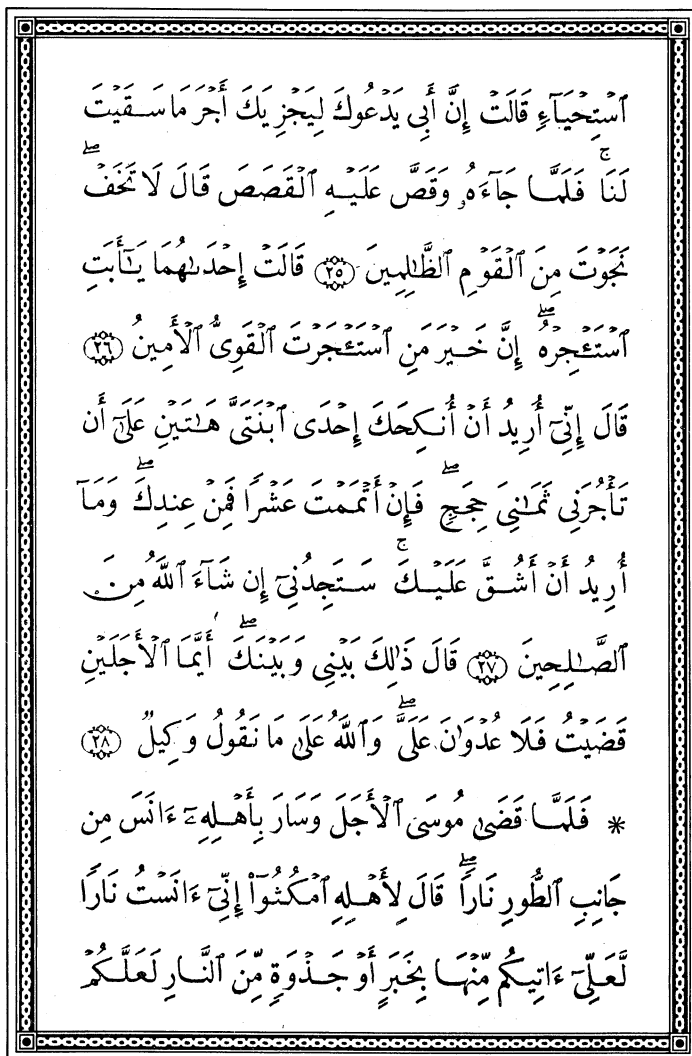 ٱسۡتِحۡيَآءٖ قَالَتۡ إِنَّ أَبِي يَدۡعُوكَ لِيَجۡزِيَكَ أَجۡرَ مَا سَقَيۡتَ
لَنَاۚ فَلَمَّا جَآءَهُۥ وَقَصَّ عَلَيۡهِ ٱلۡقَصَصَ قَالَ لَا تَخَفۡۖ
نَجَوۡتَ مِنَ ٱلۡقَوۡمِ ٱلظَّٰلِمِينَ ٢٥ قَالَتۡ إِحۡدَىٰهُمَا يَٰٓأَبَتِ
ٱسۡتَـٔۡجِرۡهُۖ إِنَّ خَيۡرَ مَنِ ٱسۡتَـٔۡجَرۡتَ ٱلۡقَوِيُّ ٱلۡأَمِينُ ٢٦
قَالَ إِنِّيٓ أُرِيدُ أَنۡ أُنكِحَكَ إِحۡدَى ٱبۡنَتَيَّ هَٰتَيۡنِ عَلَىٰٓ أَن
تَأۡجُرَنِي ثَمَٰنِيَ حِجَجٖۖ فَإِنۡ أَتۡمَمۡتَ عَشۡرٗا فَمِنۡ عِندِكَۖ وَمَآ
أُرِيدُ أَنۡ أَشُقَّ عَلَيۡكَۚ سَتَجِدُنِيٓ إِن شَآءَ ٱللَّهُ مِنَ
ٱلصَّٰلِحِينَ ٢٧ قَالَ ذَٰلِكَ بَيۡنِي وَبَيۡنَكَۖ أَيَّمَا ٱلۡأَجَلَيۡنِ
قَضَيۡتُ فَلَا عُدۡوَٰنَ عَلَيَّۖ وَٱللَّهُ عَلَىٰ مَا نَقُولُ وَكِيلٞ ٢٨
* فَلَمَّا قَضَىٰ مُوسَى ٱلۡأَجَلَ وَسَارَ بِأَهۡلِهِۦٓ ءَانَسَ مِن
جَانِبِ ٱلطُّورِ نَارٗاۖ قَالَ لِأَهۡلِهِ ٱمۡكُثُوٓاْ إِنِّيٓ ءَانَسۡتُ نَارٗا
لَّعَلِّيٓ ءَاتِيكُم مِّنۡهَا بِخَبَرٍ أَوۡ جَذۡوَةٖ مِّنَ ٱلنَّارِ لَعَلَّكُمۡ